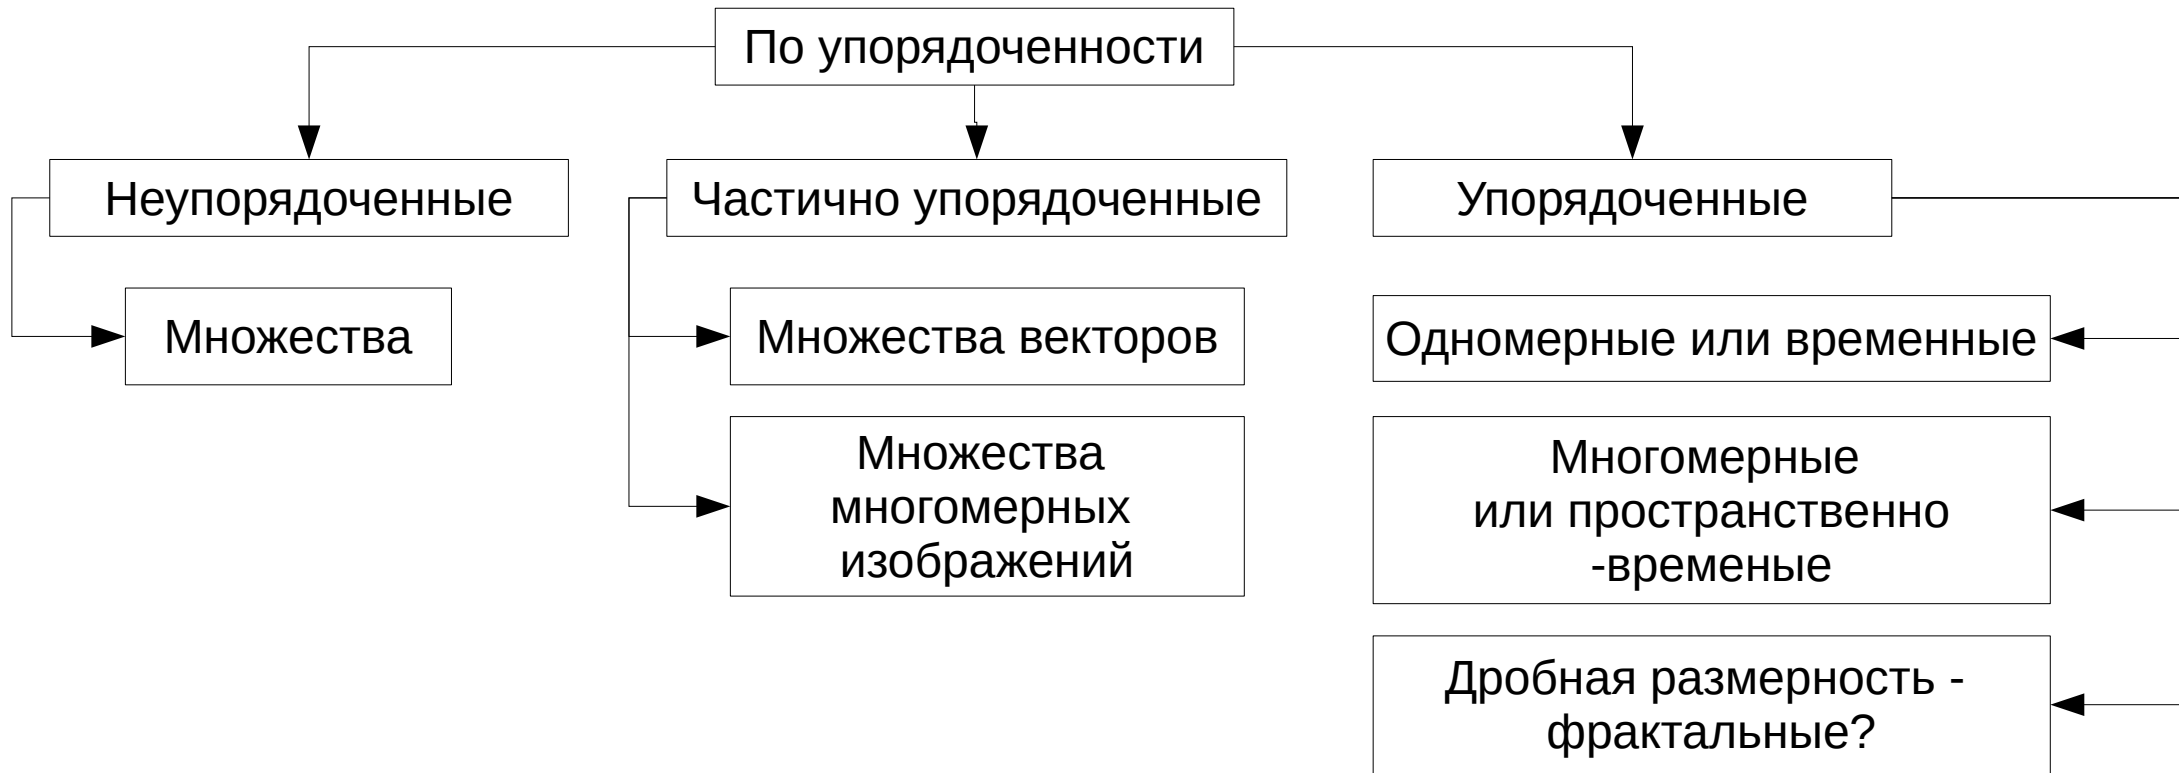 По упорядоченности
Неупорядоченные
Частично упорядоченные
Упорядоченные
Множества
Множества векторов
Одномерные или временные
Множества
многомерных
изображений
Многомерные
или пространственно
-временые
Дробная размерность -
фрактальные?